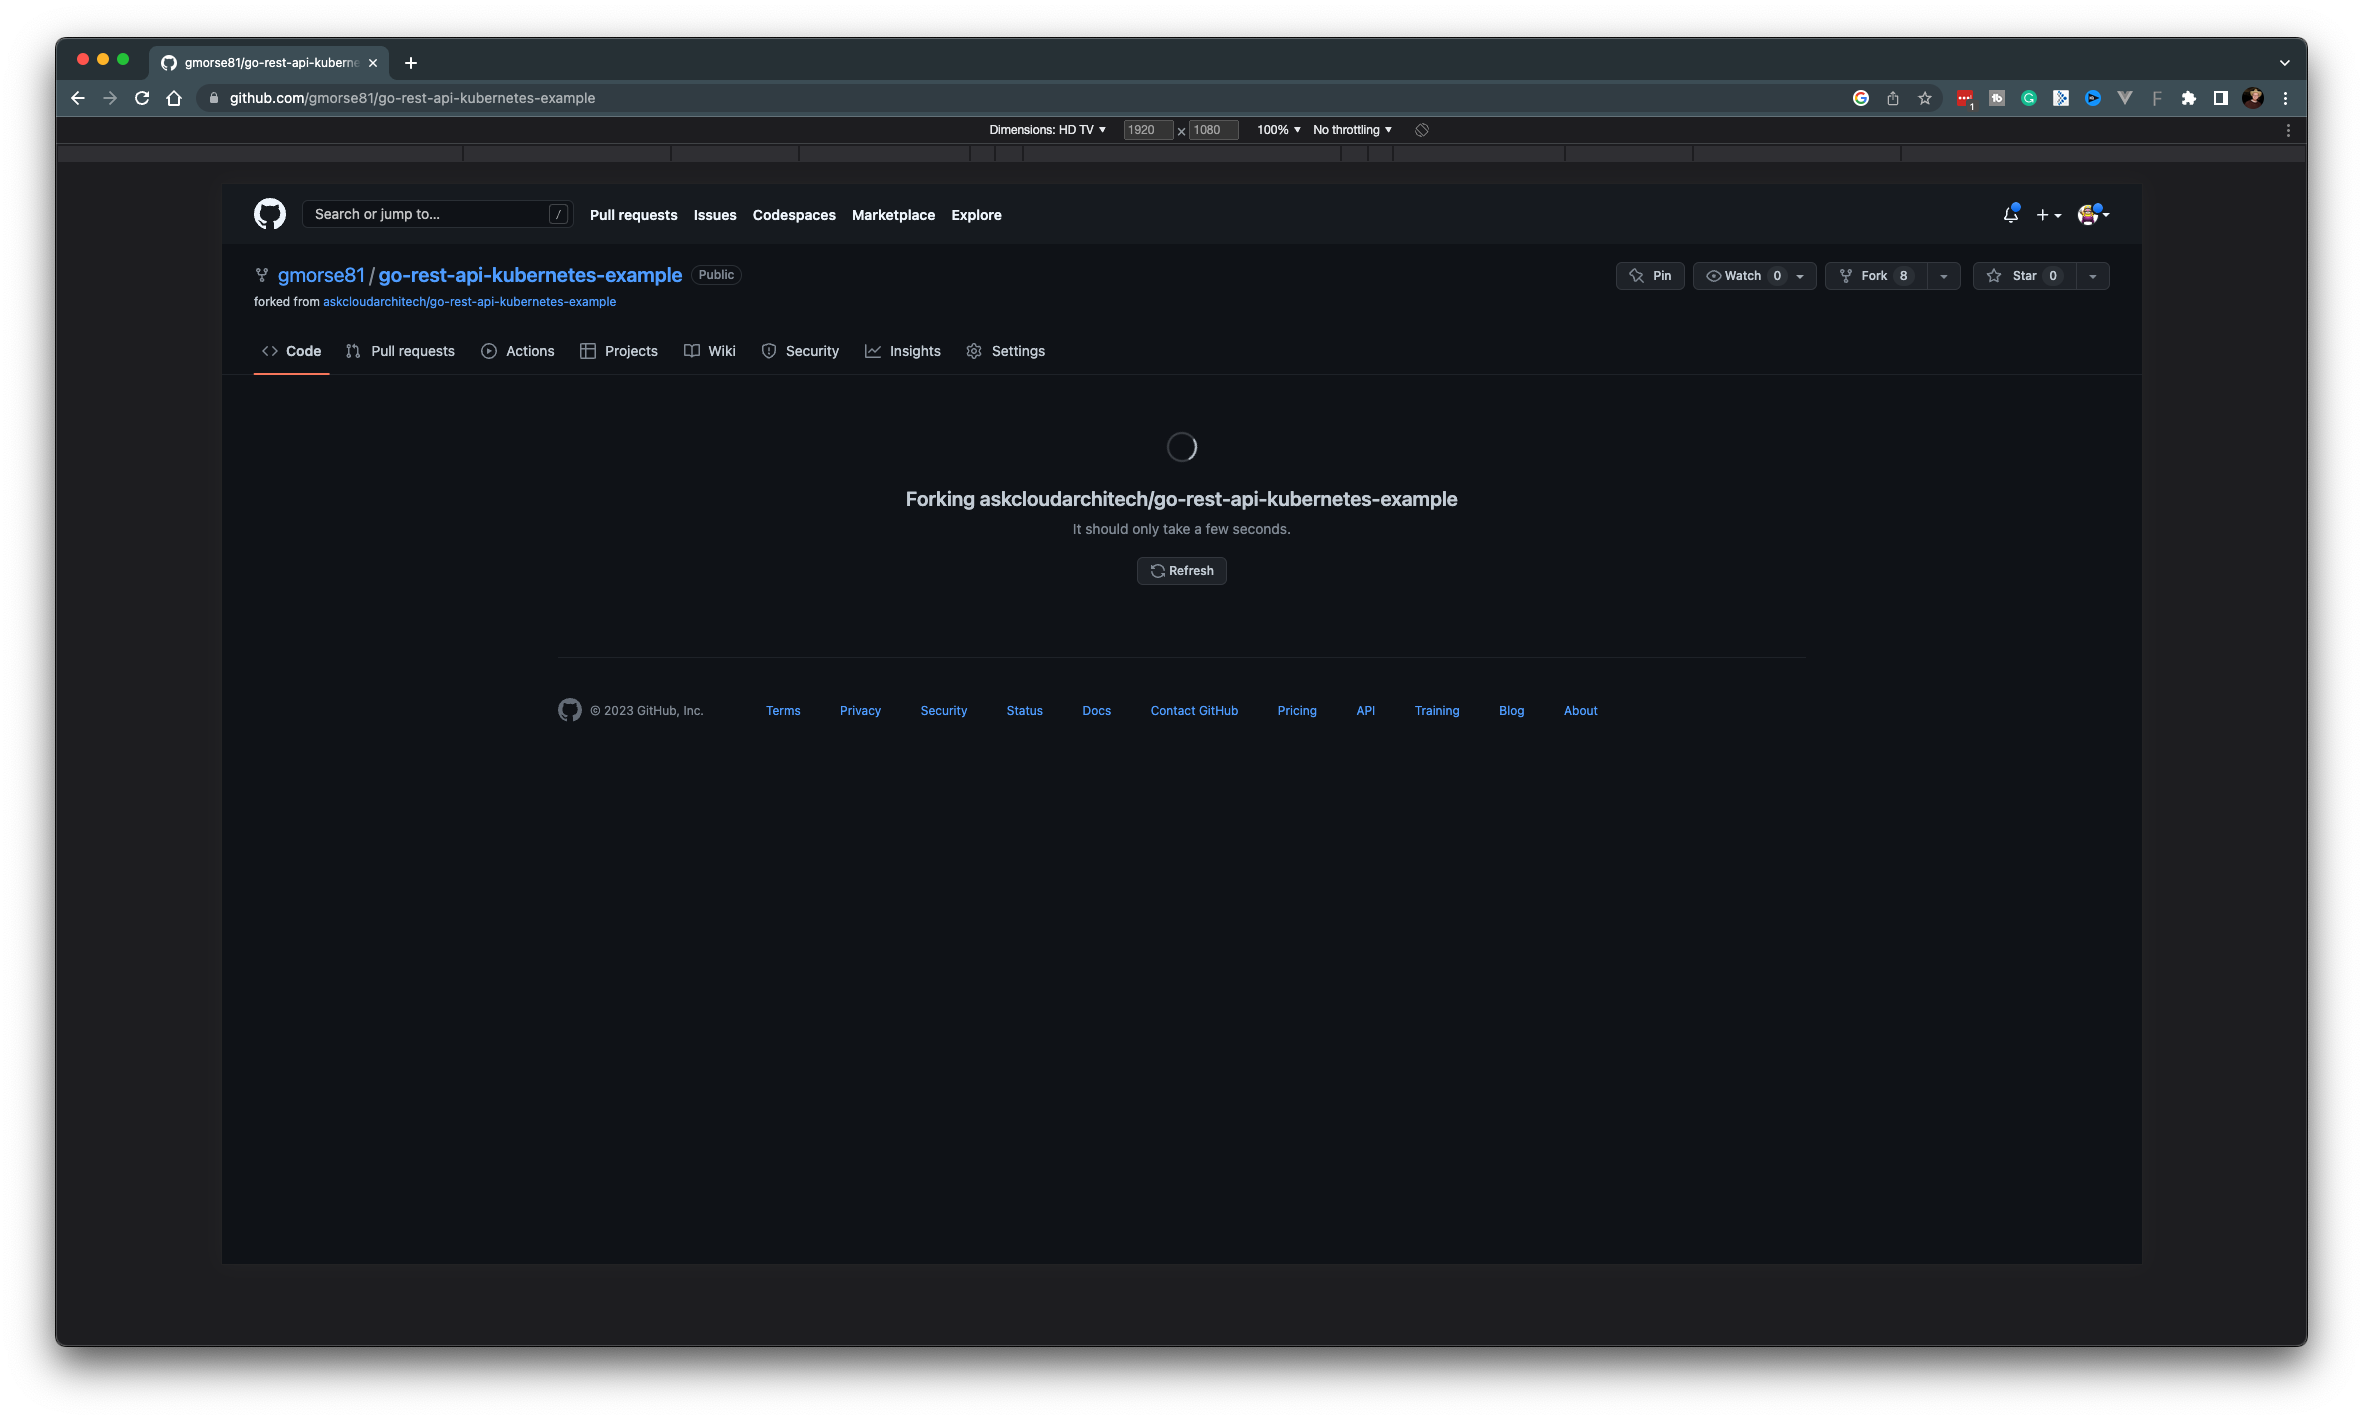 gmorse81/go-rest-api-kuberne
github.com/gmorse81/go-rest-api-kubernetes-example
1
Dimensions: HD TV ▼ 1920 × 1080 100% ▼ No throttling ▼
Search or jump to... / Pull requests Issues Codespaces Marketplace Explore
gmorse81 / go-rest-api-kubernetes-example Public Pin Watch 0 Fork 8 Star 0
forked from askcloudarchitech/go-rest-api-kubernetes-example
Code Pull requests Actions Projects Wiki Security Insights Settings
Forking askcloudarchitech/go-rest-api-kubernetes-example
It should only take a few seconds.
Refresh
© 2023 GitHub, Inc. Terms Privacy Security Status Docs Contact GitHub Pricing API Training Blog About